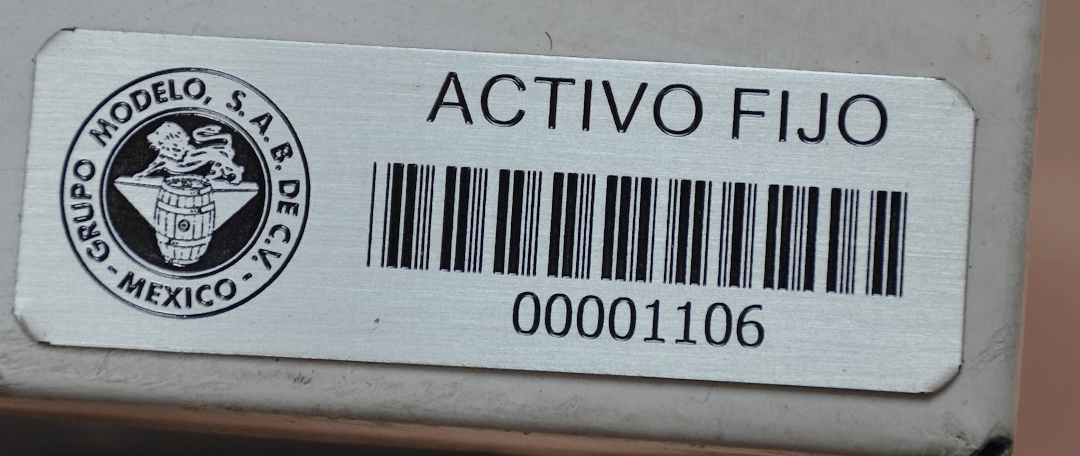 GRUPO MODELO, S. A. B. DE C.V. - MEXICO -
ACTIVO FIJO
00001106